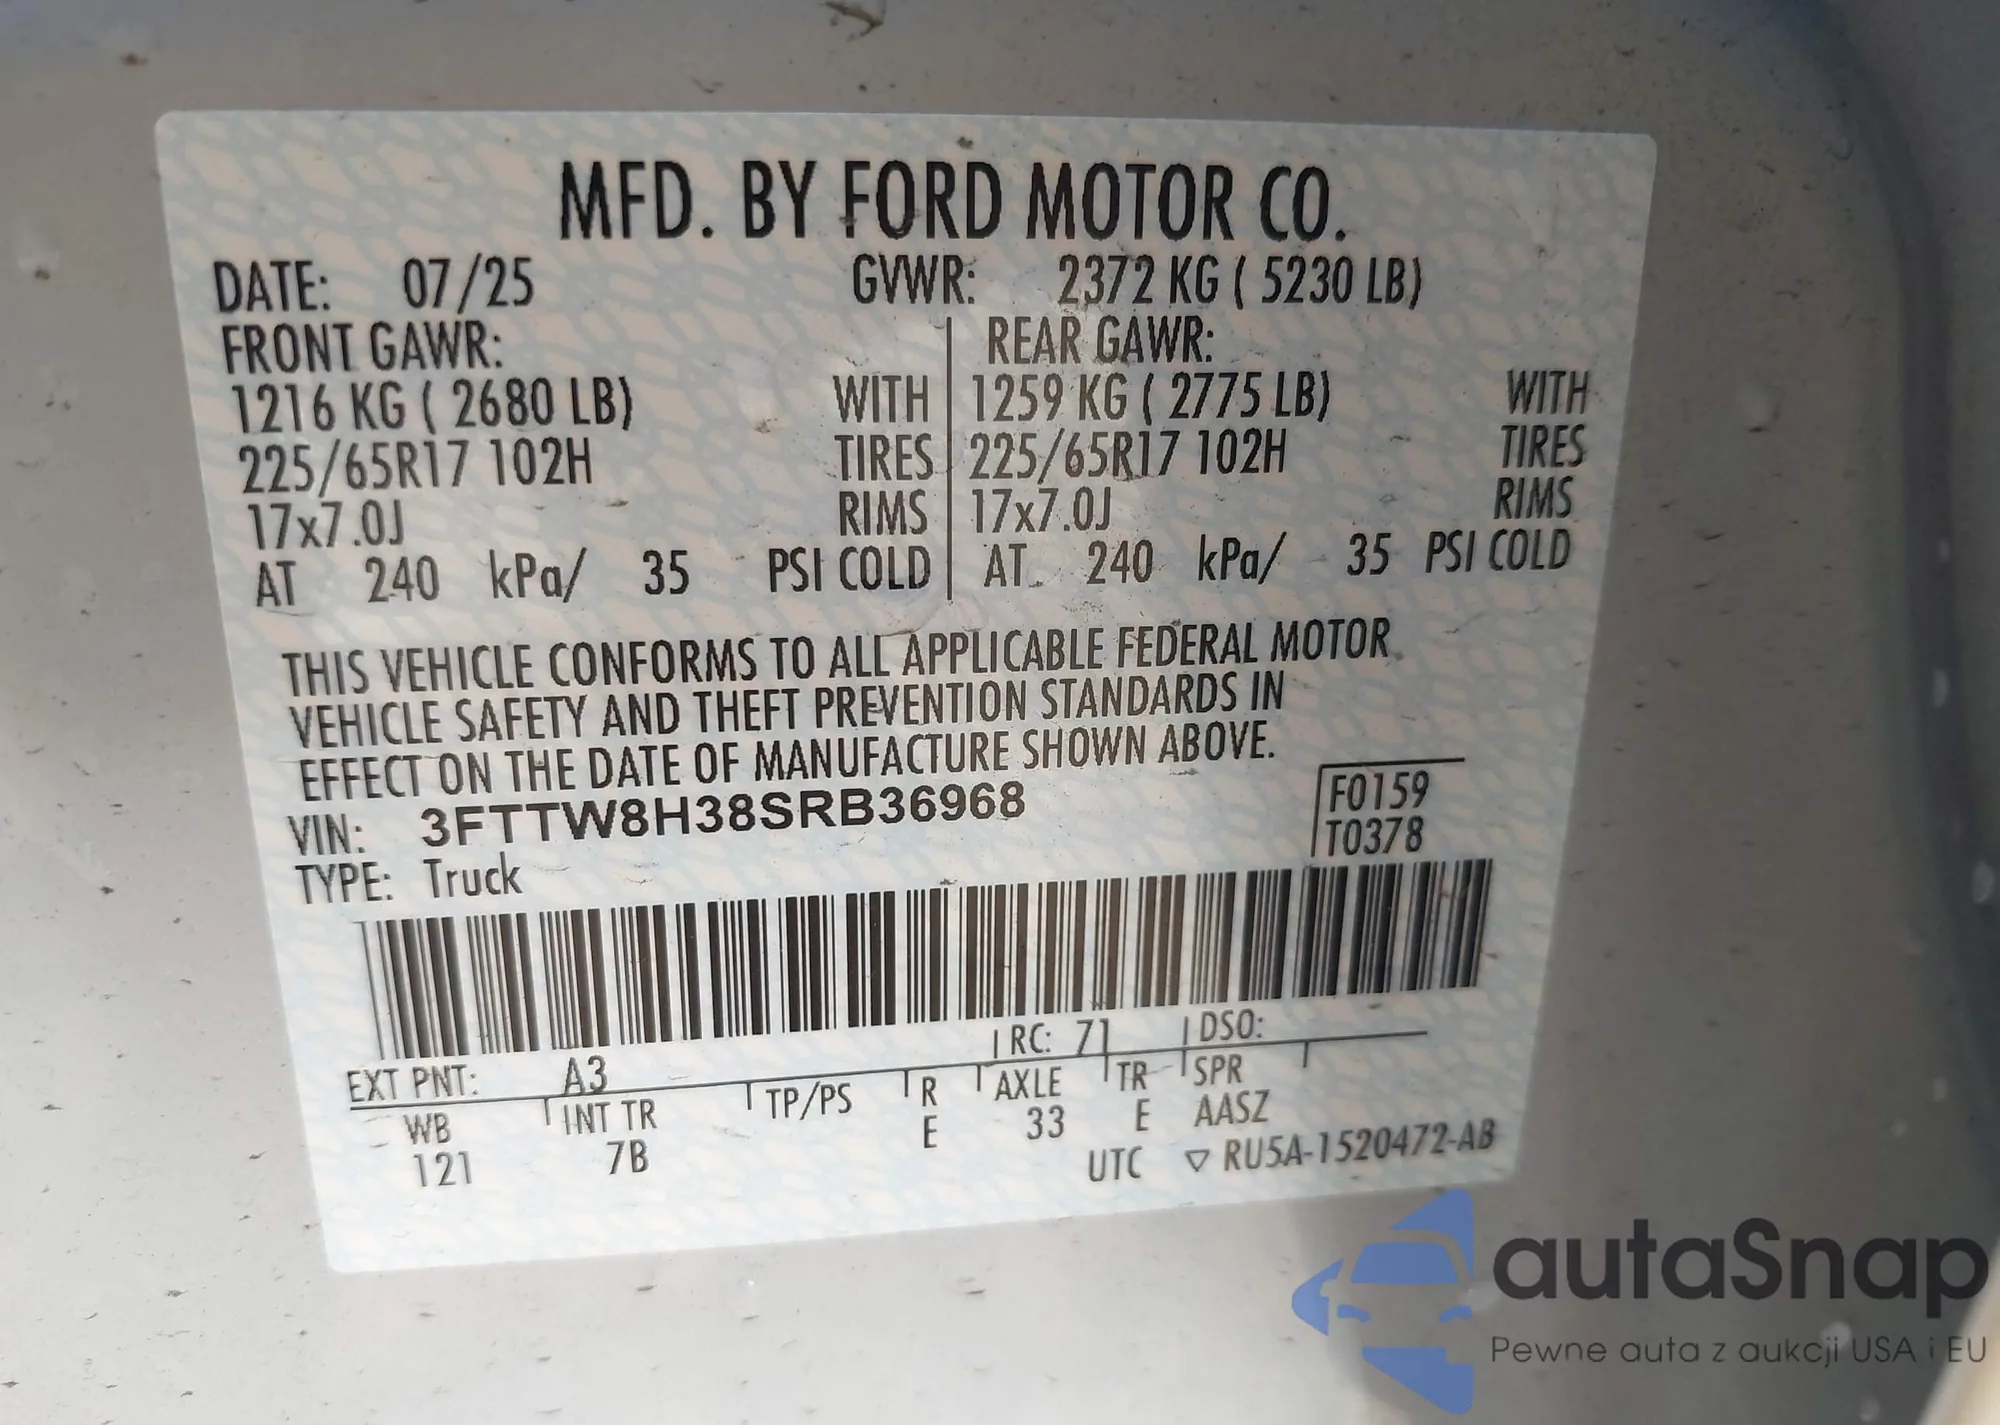 MFD. BY FORD MOTOR CO.
DATE: 07/25 GVWR: 2372 KG ( 5230 LB)
FRONT GAWR: REAR GAWR:
1216 KG ( 2680 LB) WITH 1259 KG ( 2775 LB) WITH
225/65R17 102H TIRES 225/65R17 102H TIRES
17x7.0J RIMS 17x7.0J RIMS
AT 240 kPa/ 35 PSI COLD AT 240 kPa/ 35 PSI COLD
THIS VEHICLE CONFORMS TO ALL APPLICABLE FEDERAL MOTOR
VEHICLE SAFETY AND THEFT PREVENTION STANDARDS IN
EFFECT ON THE DATE OF MANUFACTURE SHOWN ABOVE.
VIN: 3FTTW8H38SRB36968 F0159
TYPE: Truck T0378
EXT PNT: A3 RC: 71 DSO:
WB INT TR TP/PS R AXLE TR SPR
121 7B E 33 E AASZ
UTC ▽ RU5A-1520472-AB
autaSnap
Pewne auta z aukcji USA i EU